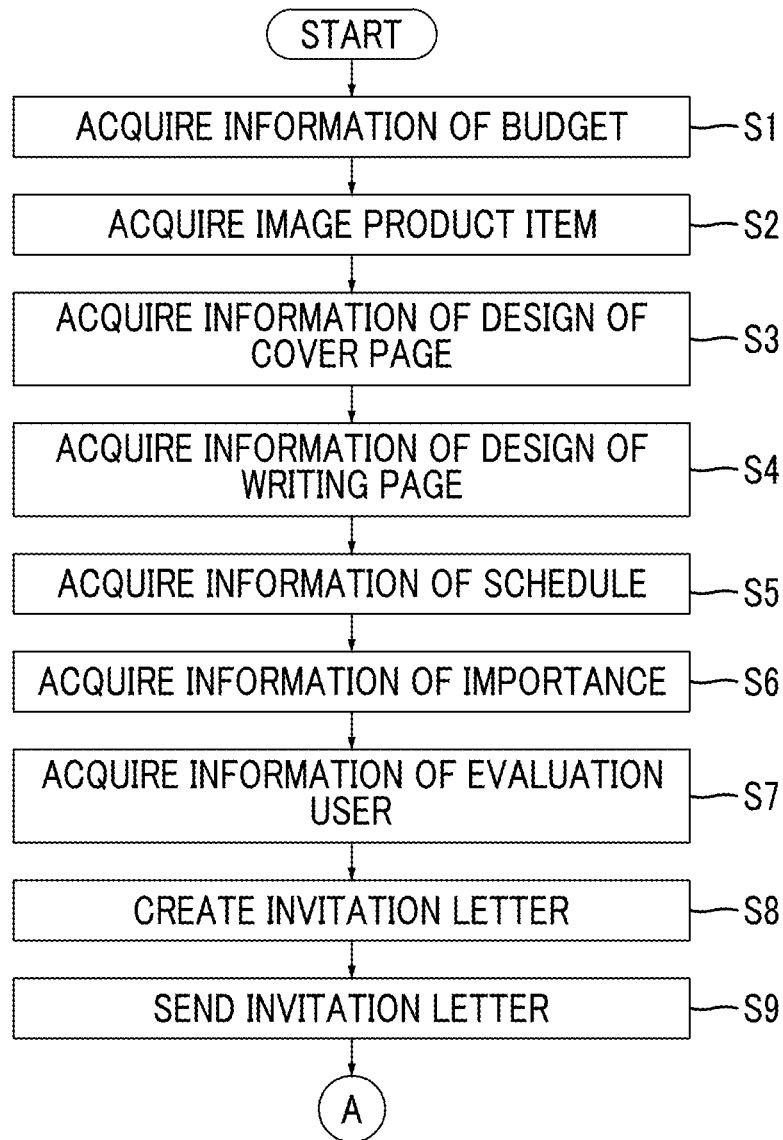 START
ACQUIRE INFORMATION OF BUDGET
S1
ACQUIRE IMAGE PRODUCT ITEM
S2
ACQUIRE INFORMATION OF DESIGN OF
COVER PAGE
S3
ACQUIRE INFORMATION OF DESIGN OF
WRITING PAGE
S4
ACQUIRE INFORMATION OF SCHEDULE
S5
ACQUIRE INFORMATION OF IMPORTANCE
S6
ACQUIRE INFORMATION OF EVALUATION
USER
S7
CREATE INVITATION LETTER
S8
SEND INVITATION LETTER
S9
A